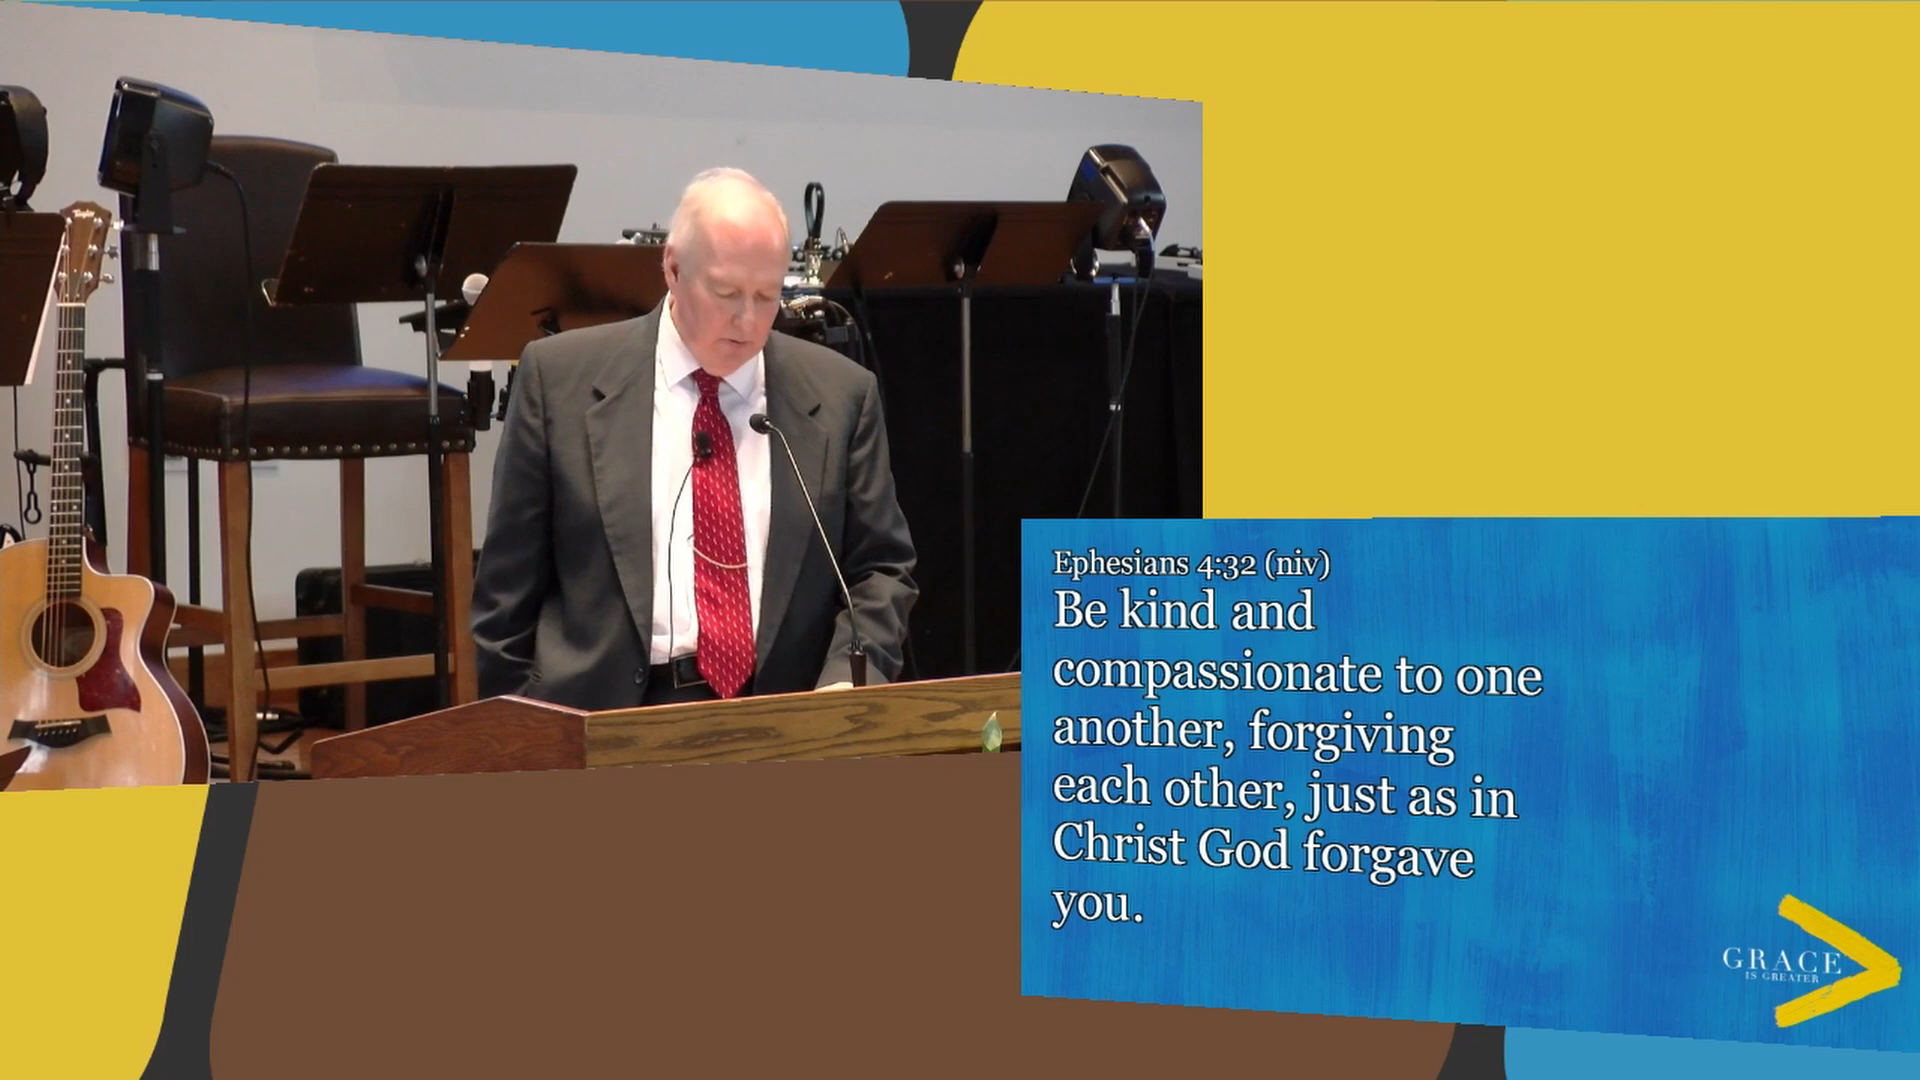 Taylor
Ephesians 4:32 (niv)
Be kind and
compassionate to one
another, forgiving
each other, just as in
Christ God forgave
you.
GRACE
IS GREATER